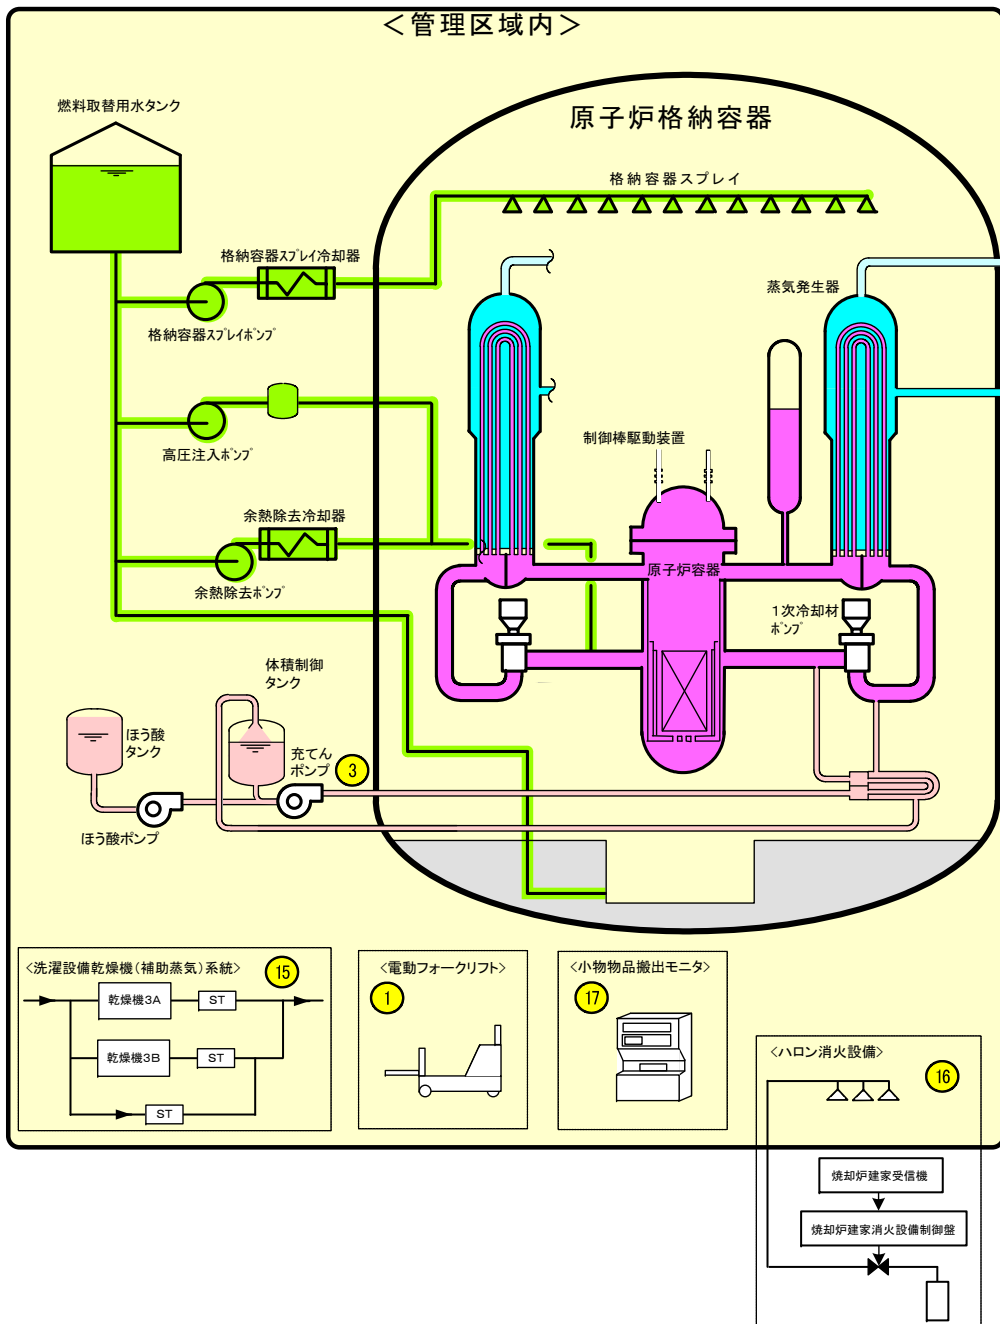 ＜管理区域内＞
燃料取替用水タンク
原子炉格納容器
格納容器スプレイ
格納容器スプレイ冷却器
蒸気発生器
格納容器スプレイポンプ
制御棒駆動装置
高圧注入ポンプ
余熱除去冷却器
原子炉容器
余熱除去ポンプ
１次冷却材
ポンプ
体積制御
タンク
ほう酸
タンク
充てん
ポンプ
3
ほう酸ポンプ
<洗濯設備乾燥機(補助蒸気)系統>
15
乾燥機3A
ST
乾燥機3B
ST
ST
<電動フォークリフト>
1
<小物物品搬出モニタ>
17
<ハロン消火設備>
16
焼却炉建家受信機
焼却炉建家消火設備制御盤